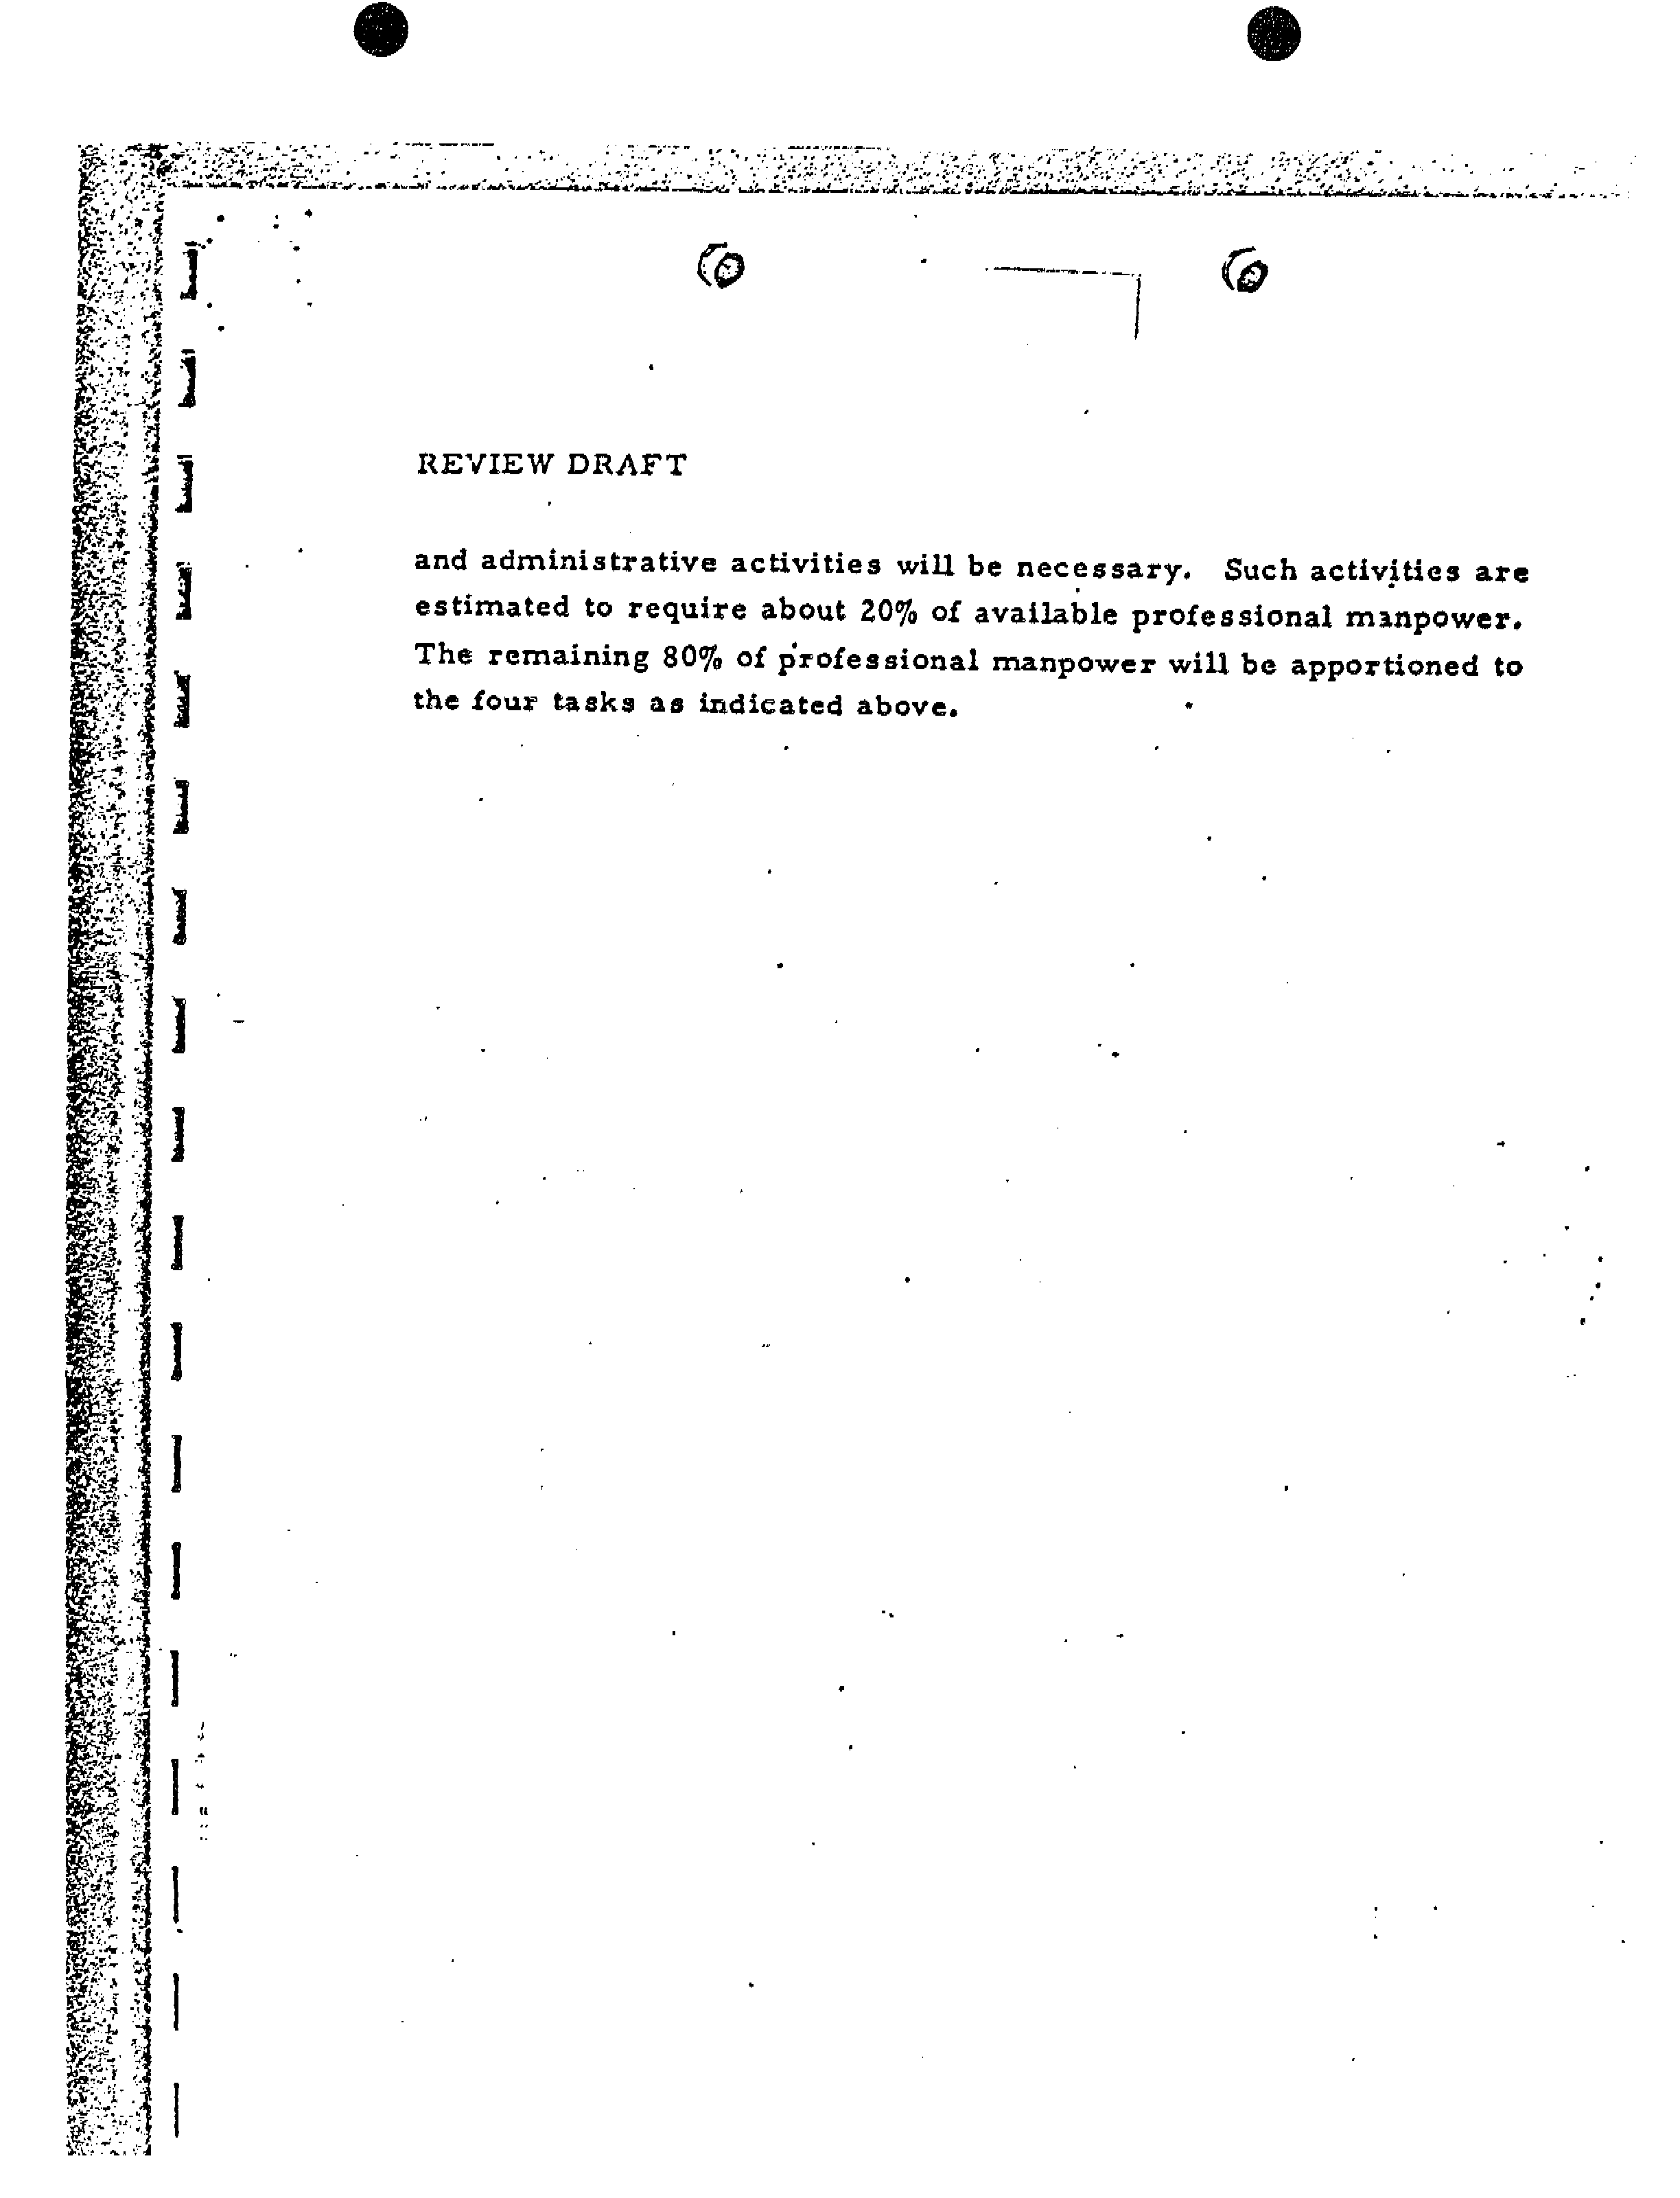 REVIEW DRAFT
and administrative activities will be necessary. Such activities are
estimated to require about 20% of available professional manpower.
The remaining 80% of professional manpower will be apportioned to
the four tasks as indicated above.